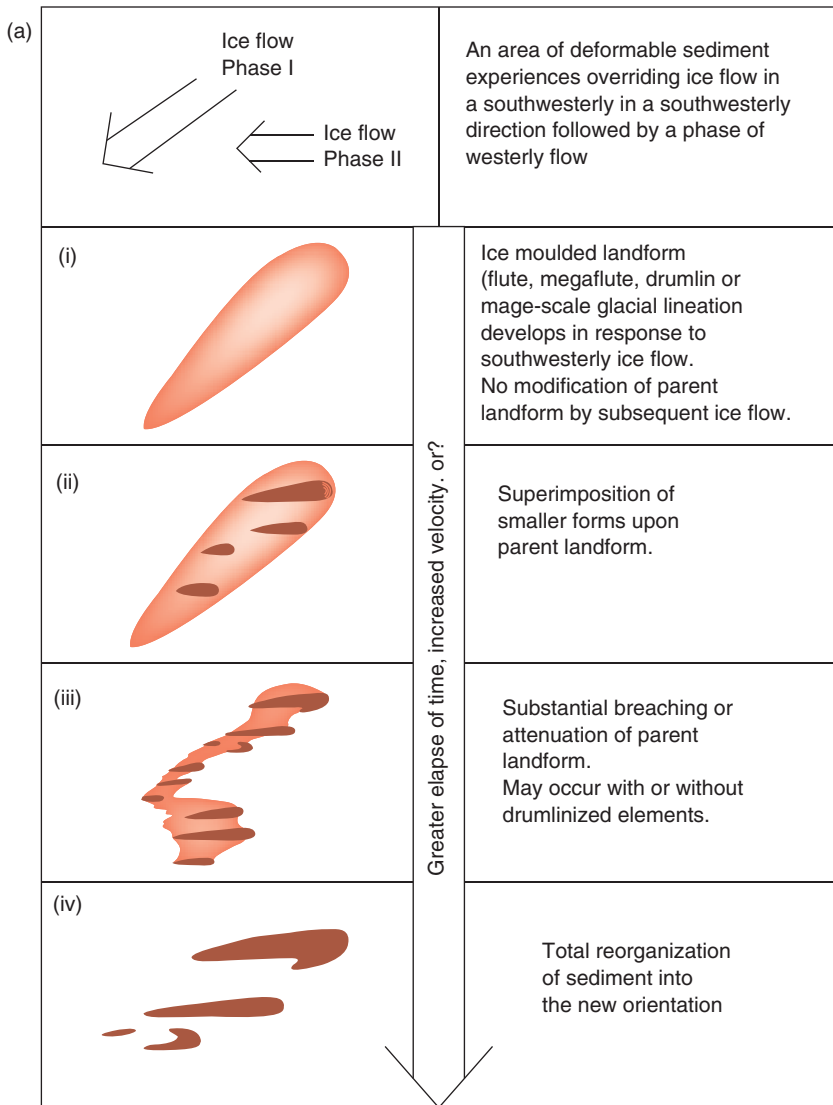 (a)
Ice flow
Phase I
Ice flow
Phase II
An area of deformable sediment
experiences overriding ice flow in
a southwesterly in a southwesterly
direction followed by a phase of
westerly flow
(i)
Ice moulded landform
(flute, megaflute, drumlin or
mage-scale glacial lineation
develops in response to
southwesterly ice flow.
No modification of parent
landform by subsequent ice flow.
(ii)
Superimposition of
smaller forms upon
parent landform.
(iii)
Substantial breaching or
attenuation of parent
landform.
May occur with or without
drumlinized elements.
(iv)
Total reorganization
of sediment into
the new orientation
Greater elapse of time, increased velocity. or?